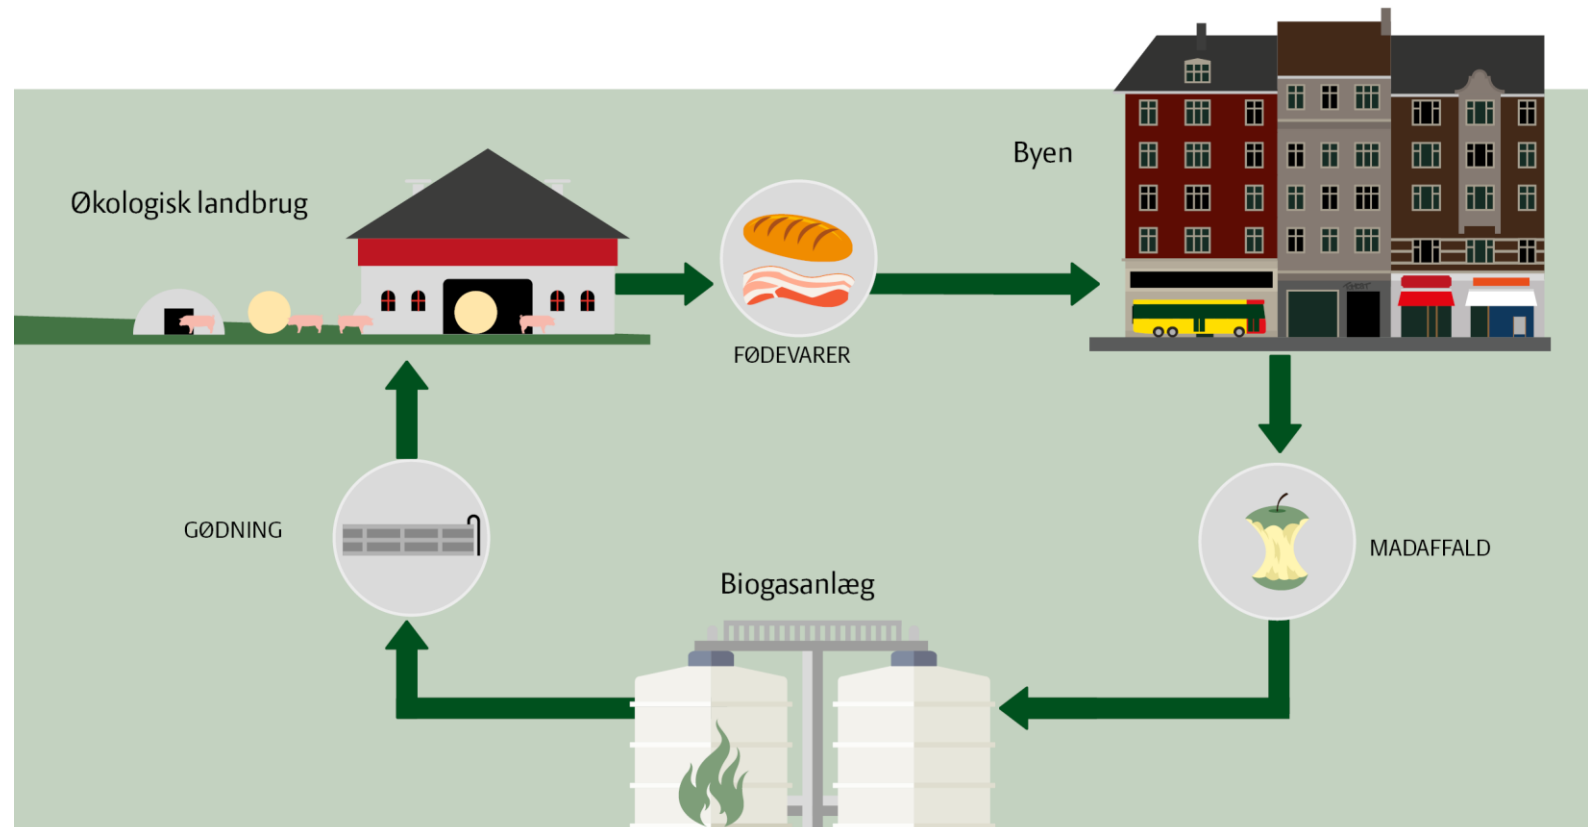 Byen
Økologisk landbrug
FØDEVARER
GØDNING
MADAFFALD
Biogasanlæg